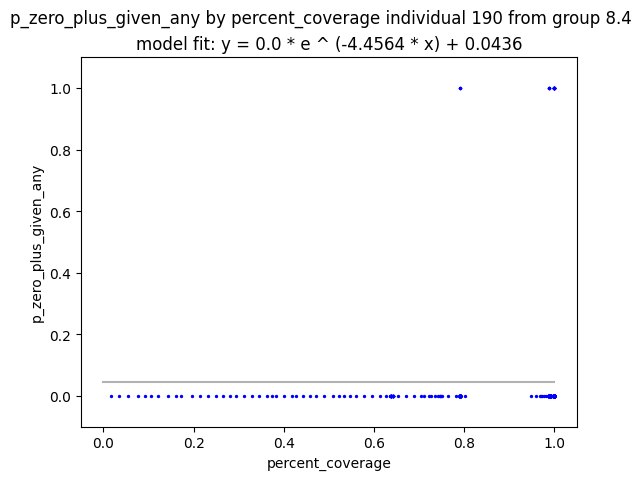 p_zero_plus_given_any by percent_coverage individual 190 from group 8.4
model fit: y = 0.0 * e ^ (-4.4564 * x) + 0.0436
p_zero_plus_given_any
1.0
0.8
0.6
0.4
0.2
0.0
0.0 0.2 0.4 0.6 0.8 1.0
percent_coverage